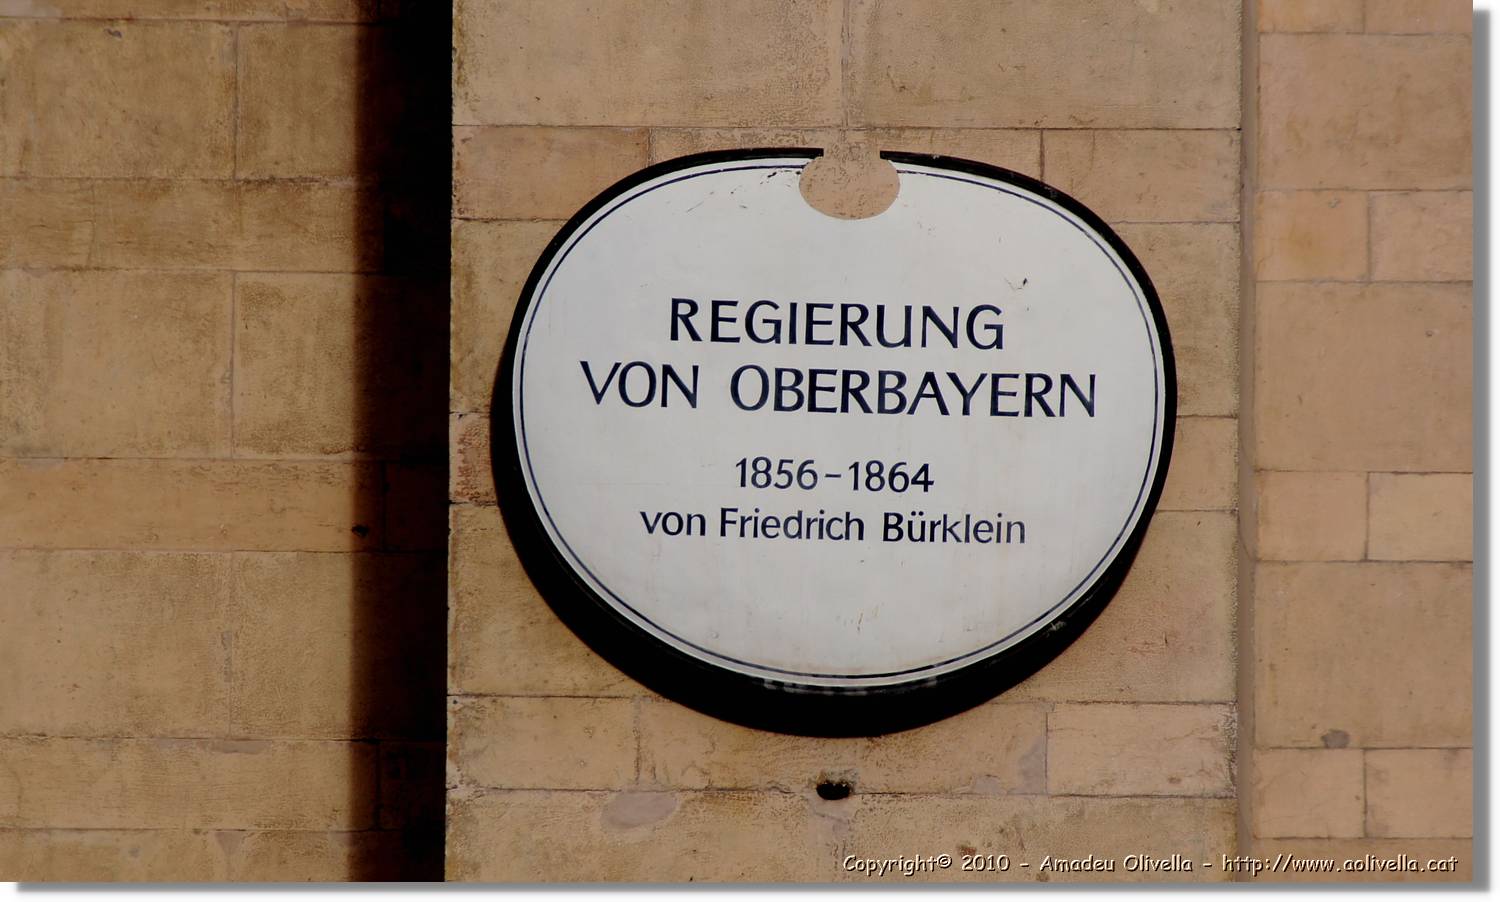 REGIERUNG
VON OBERBAYERN
1856-1864
von Friedrich Bürklein
Copyright© 2010 - Amadeu Olivella - http://www.aolivella.cat